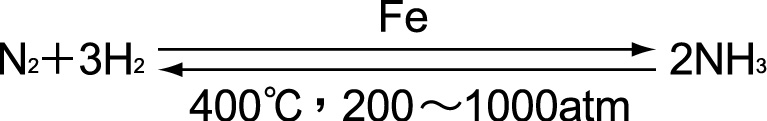 Fe
N₂+3H₂ ⇌ 2NH₃
400℃,200~1000atm